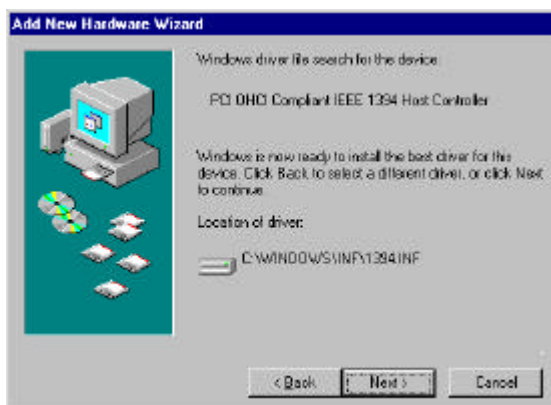 Add New Hardware Wizard
Windows driver file search for the device:
PCI OHCI Compliant IEEE 1394 Host Controller
Windows is now ready to install the best driver for this
device. Click Back to select a different driver, or click Next
to continue.
Location of driver:
C:\WINDOWS\INF\1394.INF
< Back
Next >
Cancel